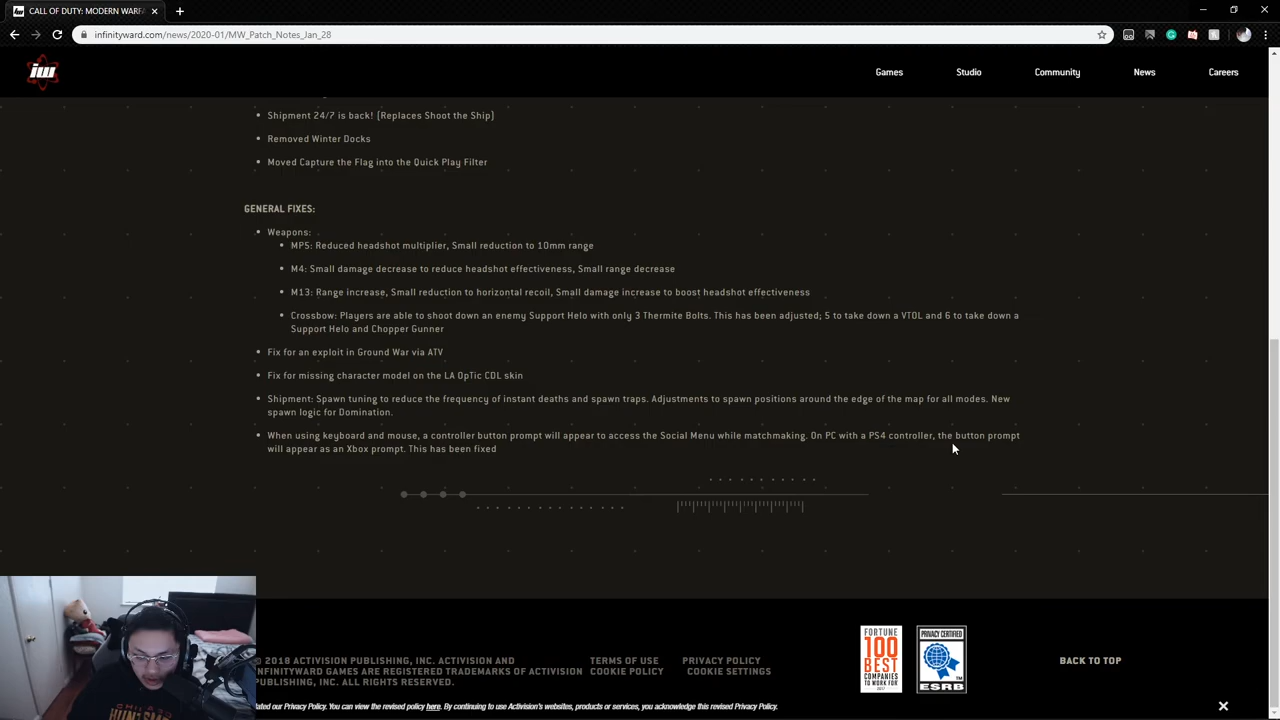 CALL OF DUTY: MODERN WARFA
infinityward.com/news/2020-01/MW_Patch_Notes_Jan_28
iw
Games
Studio
Community
News
Careers
• Shipment 24/7 is back! [Replaces Shoot the Ship]
• Removed Winter Docks
• Moved Capture the Flag into the Quick Play Filter
GENERAL FIXES:
• Weapons:
• MP5: Reduced headshot multiplier, Small reduction to 10mm range
• M4: Small damage decrease to reduce headshot effectiveness, Small range decrease
• M13: Range increase, Small reduction to horizontal recoil, Small damage increase to boost headshot effectiveness
• Crossbow: Players are able to shoot down an enemy Support Helo with only 3 Thermite Bolts. This has been adjusted; 5 to take down a VTOL and 6 to take down a
Support Helo and Chopper Gunner
• Fix for an exploit in Ground War via ATV
• Fix for missing character model on the LA OpTic CDL skin
• Shipment: Spawn tuning to reduce the frequency of instant deaths and spawn traps. Adjustments to spawn positions around the edge of the map for all modes. New
spawn logic for Domination.
• When using keyboard and mouse, a controller button prompt will appear to access the Social Menu while matchmaking. On PC with a PS4 controller, the button prompt
will appear as an Xbox prompt. This has been fixed
© 2018 ACTIVISION PUBLISHING, INC. ACTIVISION AND
INFINITYWARD GAMES ARE REGISTERED TRADEMARKS OF ACTIVISION
PUBLISHING, INC. ALL RIGHTS RESERVED.
TERMS OF USE
COOKIE POLICY
PRIVACY POLICY
COOKIE SETTINGS
FORTUNE
100
BEST
COMPANIES
TO WORK FOR
2017
PRIVACY CERTIFIED
ESRB
BACK TO TOP
dated our Privacy Policy. You can view the revised policy here. By continuing to use Activision's websites, products or services, you acknowledge this revised Privacy Policy.